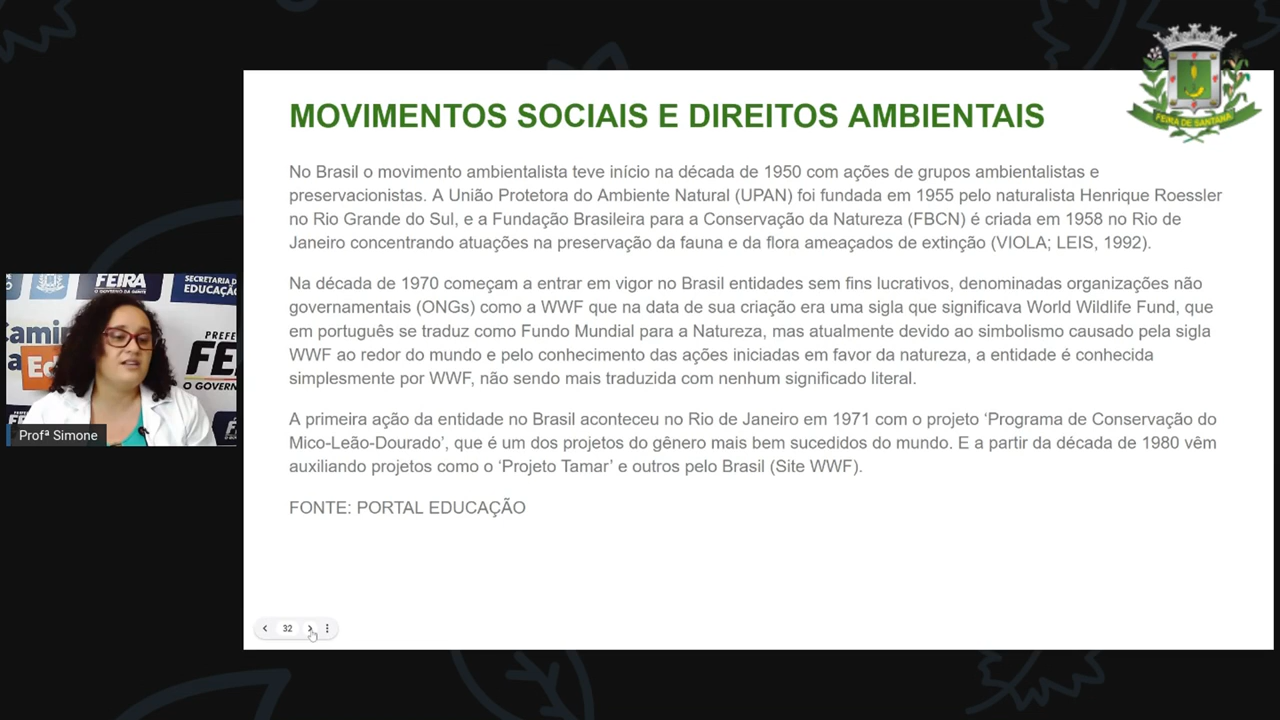 MOVIMENTOS SOCIAIS E DIREITOS AMBIENTAIS
FEIRA DE SANTANA
No Brasil o movimento ambientalista teve início na década de 1950 com ações de grupos ambientalistas e
preservacionistas. A União Protetora do Ambiente Natural (UPAN) foi fundada em 1955 pelo naturalista Henrique Roessler
no Rio Grande do Sul, e a Fundação Brasileira para a Conservação da Natureza (FBCN) é criada em 1958 no Rio de
Janeiro concentrando atuações na preservação da fauna e da flora ameaçados de extinção (VIOLA; LEIS, 1992).
Na década de 1970 começam a entrar em vigor no Brasil entidades sem fins lucrativos, denominadas organizações não
governamentais (ONGs) como a WWF que na data de sua criação era uma sigla que significava World Wildlife Fund, que
em português se traduz como Fundo Mundial para a Natureza, mas atualmente devido ao simbolismo causado pela sigla
WWF ao redor do mundo e pelo conhecimento das ações iniciadas em favor da natureza, a entidade é conhecida
simplesmente por WWF, não sendo mais traduzida com nenhum significado literal.
A primeira ação da entidade no Brasil aconteceu no Rio de Janeiro em 1971 com o projeto ‘Programa de Conservação do
Mico-Leão-Dourado’, que é um dos projetos do gênero mais bem sucedidos do mundo. E a partir da década de 1980 vêm
auxiliando projetos como o ‘Projeto Tamar’ e outros pelo Brasil (Site WWF).
FONTE: PORTAL EDUCAÇÃO
32
FEIRA
SECRETARIA D
EDUCAÇÃO
Camin
Ed
PREFE
FE
O GOVERN
Profª Simone